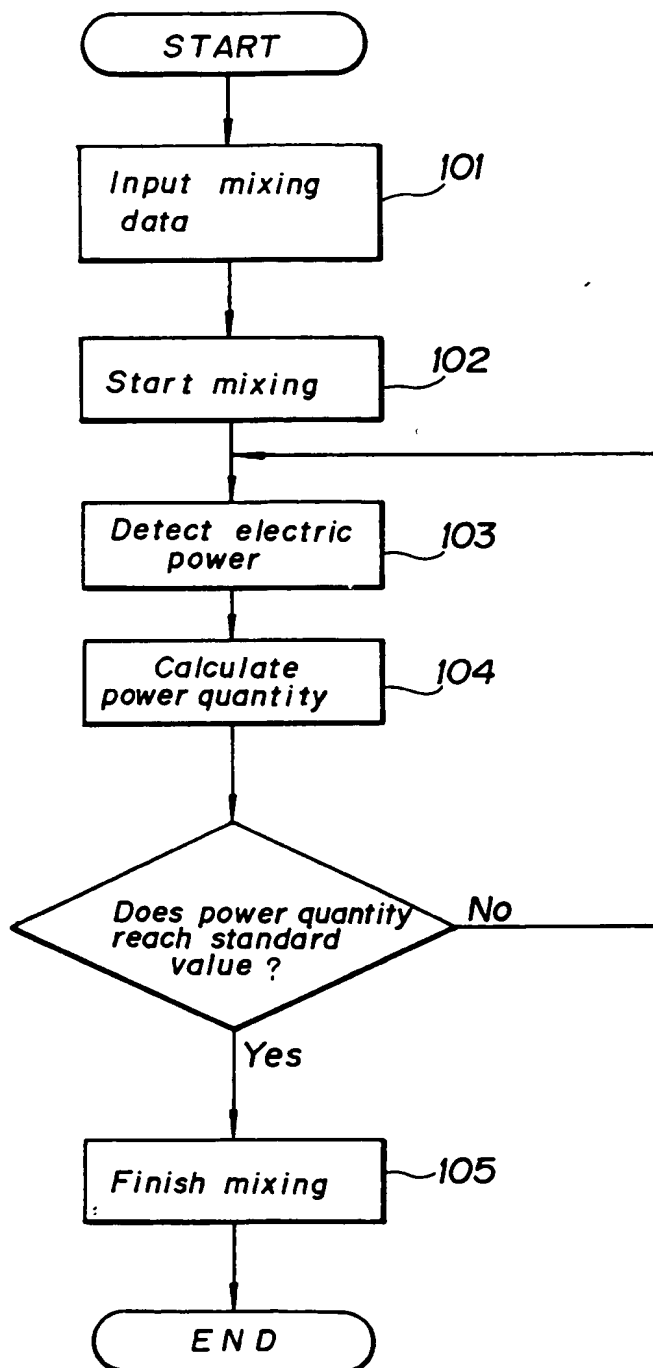 START
Input mixing
data
101
Start mixing
102
Detect electric
power
103
Calculate
power quantity
104
Does power quantity
reach standard
value ?
No
Yes
Finish mixing
105
END